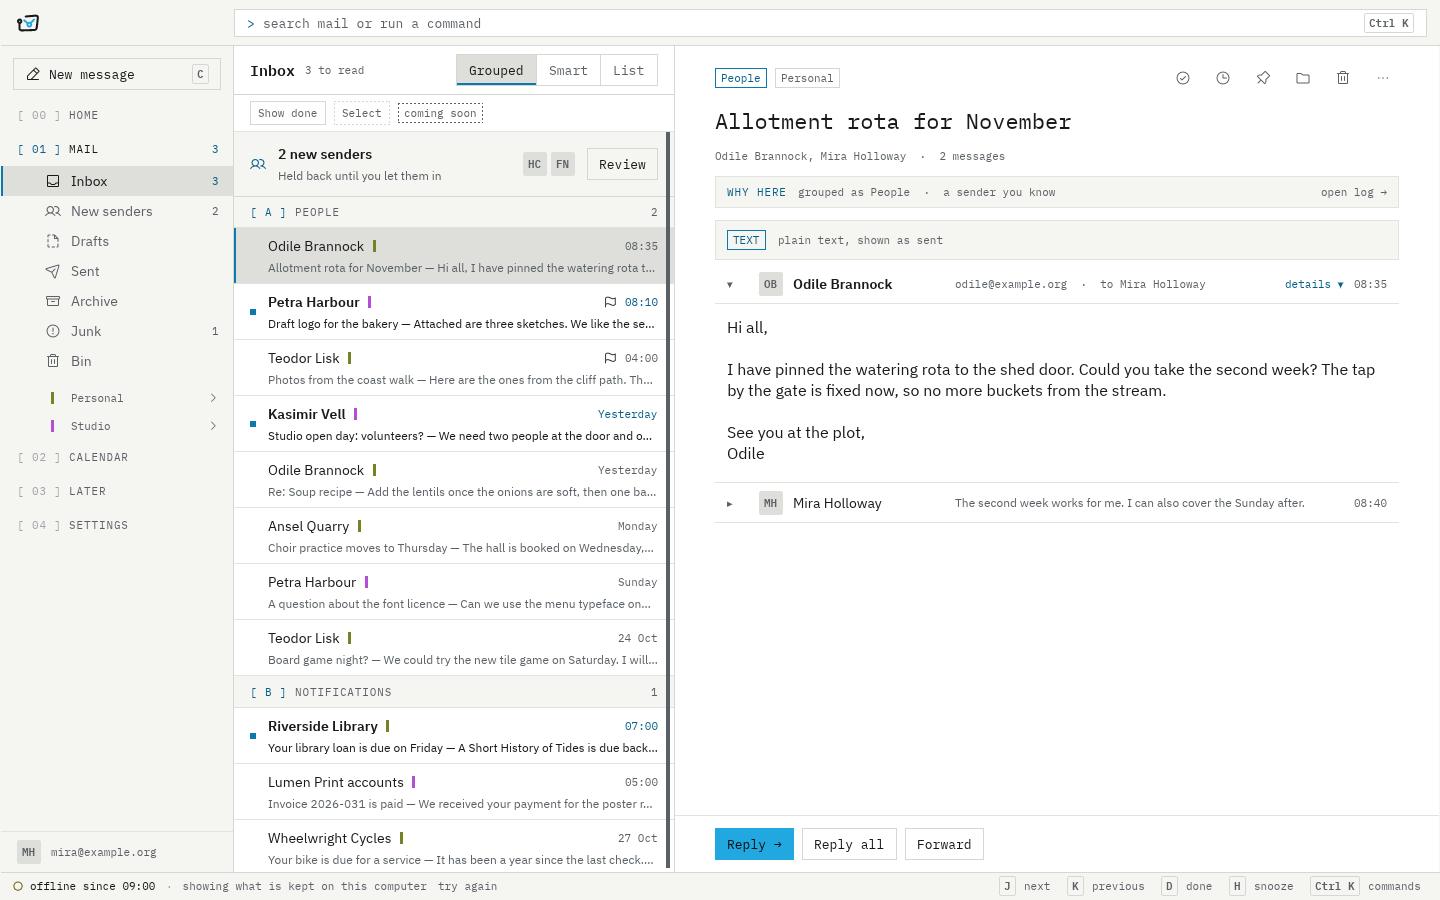 > search mail or run a command Ctrl K
New message C
[ 00 ] HOME
[ 01 ] MAIL 3
Inbox 3
New senders 2
Drafts
Sent
Archive
Junk 1
Bin
Personal
Studio
[ 02 ] CALENDAR
[ 03 ] LATER
[ 04 ] SETTINGS
MH mira@example.org
Inbox 3 to read Grouped Smart List
Show done Select coming soon
2 new senders
Held back until you let them in
HC FN Review
[ A ] PEOPLE 2
Odile Brannock 08:35
Allotment rota for November — Hi all, I have pinned the watering rota t…
Petra Harbour 08:10
Draft logo for the bakery — Attached are three sketches. We like the se…
Teodor Lisk 04:00
Photos from the coast walk — Here are the ones from the cliff path. Th…
Kasimir Vell Yesterday
Studio open day: volunteers? — We need two people at the door and o…
Odile Brannock Yesterday
Re: Soup recipe — Add the lentils once the onions are soft, then one ba…
Ansel Quarry Monday
Choir practice moves to Thursday — The hall is booked on Wednesday,…
Petra Harbour Sunday
A question about the font licence — Can we use the menu typeface on…
Teodor Lisk 24 Oct
Board game night? — We could try the new tile game on Saturday. I will…
[ B ] NOTIFICATIONS 1
Riverside Library 07:00
Your library loan is due on Friday — A Short History of Tides is due back…
Lumen Print accounts 05:00
Invoice 2026-031 is paid — We received your payment for the poster r…
Wheelwright Cycles 27 Oct
Your bike is due for a service — It has been a year since the last check.…
People Personal
Allotment rota for November
Odile Brannock, Mira Holloway · 2 messages
WHY HERE grouped as People · a sender you know open log →
TEXT plain text, shown as sent
▾ OB Odile Brannock odile@example.org · to Mira Holloway details ▾ 08:35
Hi all,
I have pinned the watering rota to the shed door. Could you take the second week? The tap
by the gate is fixed now, so no more buckets from the stream.
See you at the plot,
Odile
▸ MH Mira Holloway The second week works for me. I can also cover the Sunday after. 08:40
Reply → Reply all Forward
offline since 09:00 · showing what is kept on this computer try again
J next K previous D done H snooze Ctrl K commands